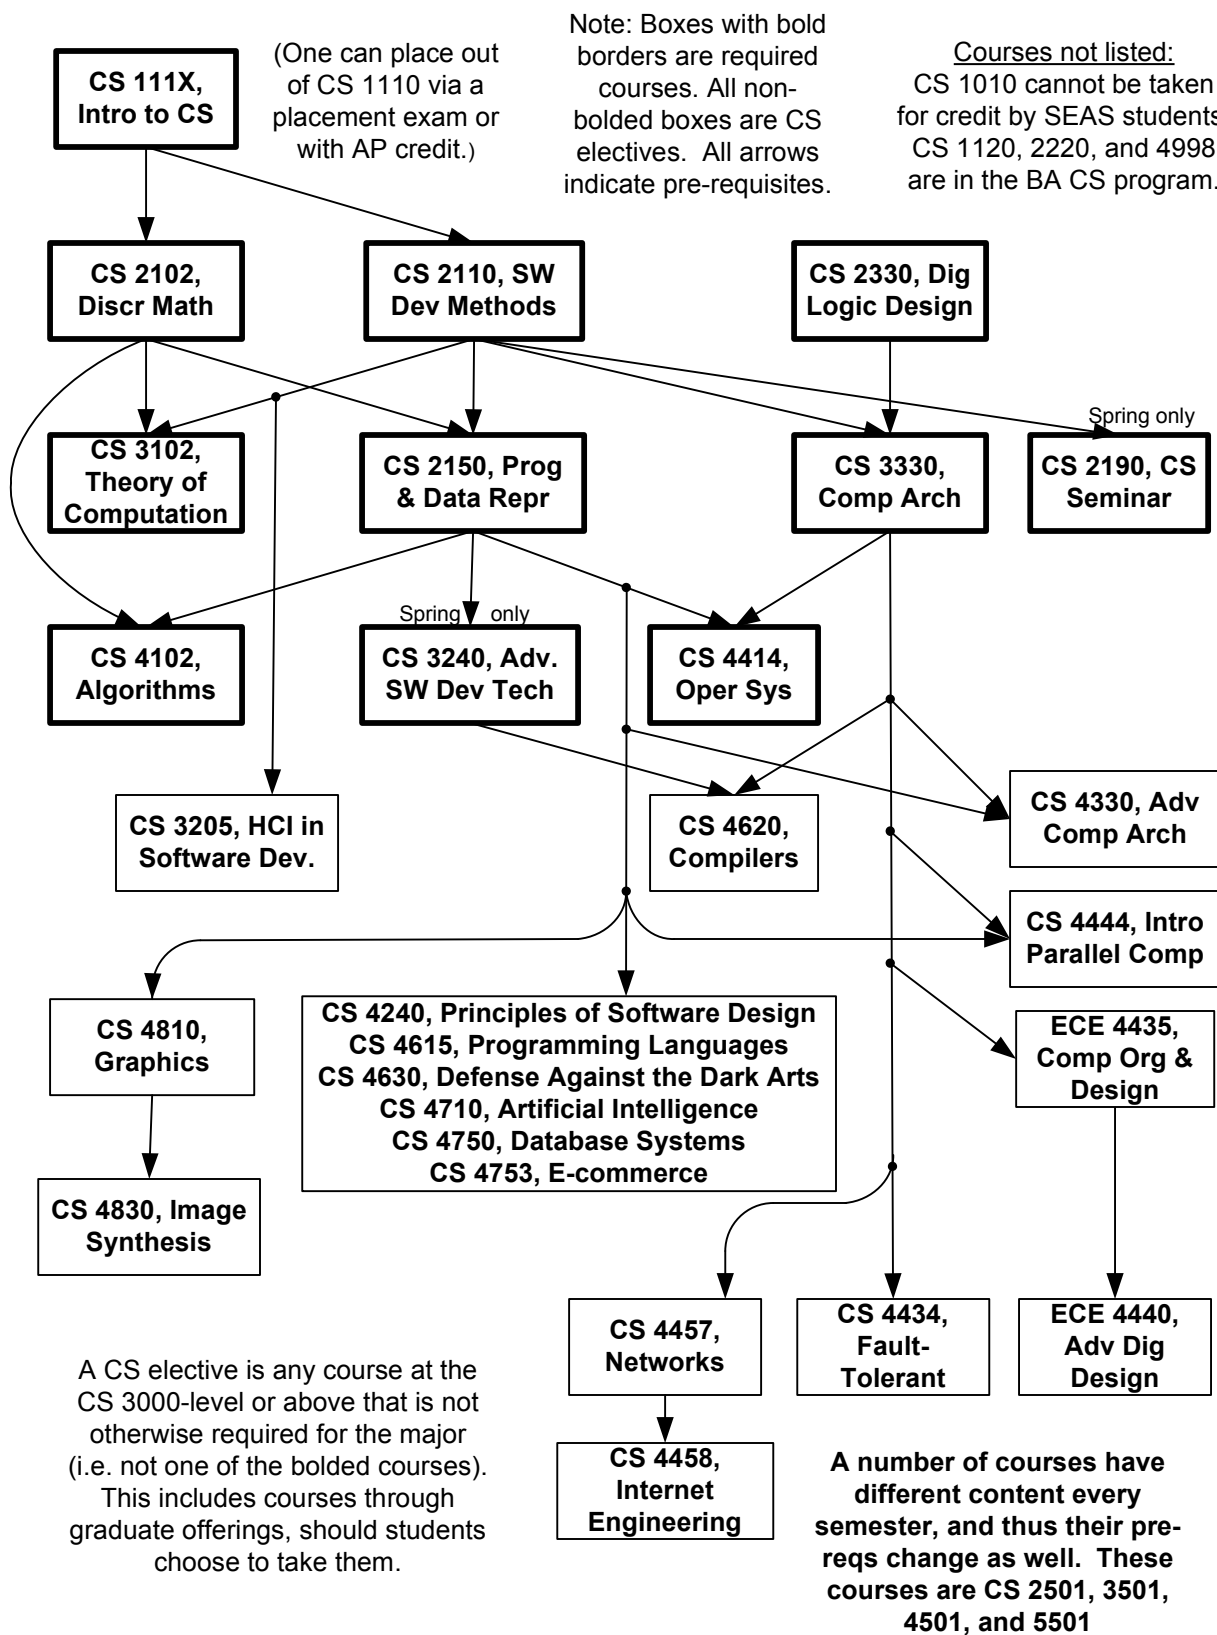 CS 111X,
Intro to CS
(One can place out
of CS 1110 via a
placement exam or
with AP credit.)
Note: Boxes with bold
borders are required
courses. All non-
bolded boxes are CS
electives. All arrows
indicate pre-requisites.
Courses not listed:
CS 1010 cannot be taken
for credit by SEAS students
CS 1120, 2220, and 4998
are in the BA CS program.
CS 2102,
Discr Math
CS 2110, SW
Dev Methods
CS 2330, Dig
Logic Design
CS 3102,
Theory of
Computation
CS 2150, Prog
& Data Repr
CS 3330,
Comp Arch
Spring only
CS 2190, CS
Seminar
CS 4102,
Algorithms
Spring only
CS 3240, Adv.
SW Dev Tech
CS 4414,
Oper Sys
CS 3205, HCI in
Software Dev.
CS 4620,
Compilers
CS 4330, Adv
Comp Arch
CS 4444, Intro
Parallel Comp
CS 4810,
Graphics
CS 4240, Principles of Software Design
CS 4615, Programming Languages
CS 4630, Defense Against the Dark Arts
CS 4710, Artificial Intelligence
CS 4750, Database Systems
CS 4753, E-commerce
ECE 4435,
Comp Org &
Design
CS 4830, Image
Synthesis
CS 4457,
Networks
CS 4434,
Fault-
Tolerant
ECE 4440,
Adv Dig
Design
A CS elective is any course at the
CS 3000-level or above that is not
otherwise required for the major
(i.e. not one of the bolded courses).
This includes courses through
graduate offerings, should students
choose to take them.
CS 4458,
Internet
Engineering
A number of courses have
different content every
semester, and thus their pre-
reqs change as well. These
courses are CS 2501, 3501,
4501, and 5501